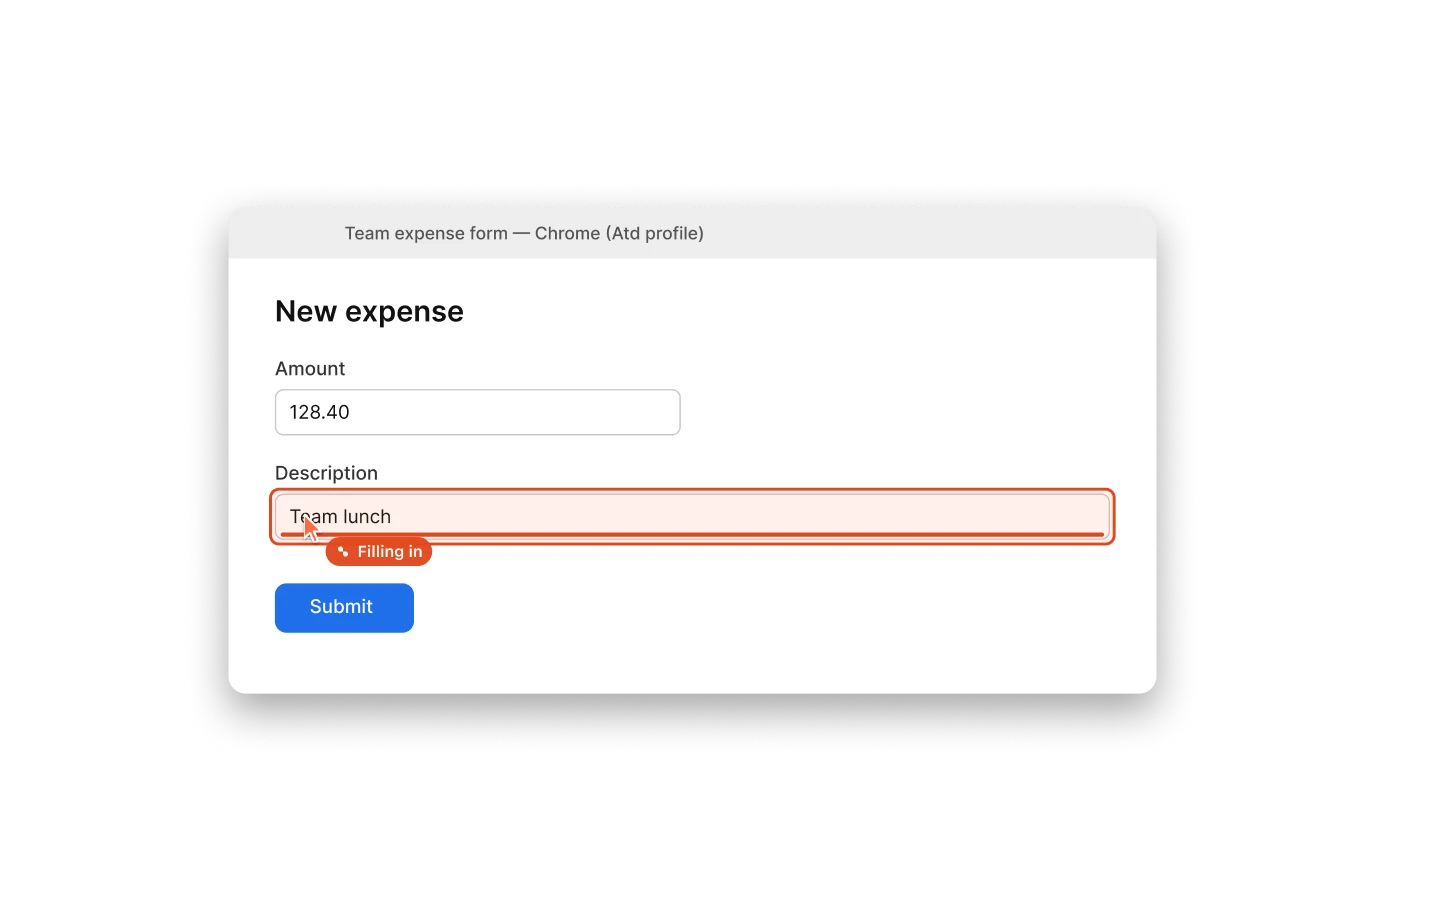 Team expense form — Chrome (Atd profile)
New expense
Amount
128.40
Description
Team lunch
Filling in
Submit